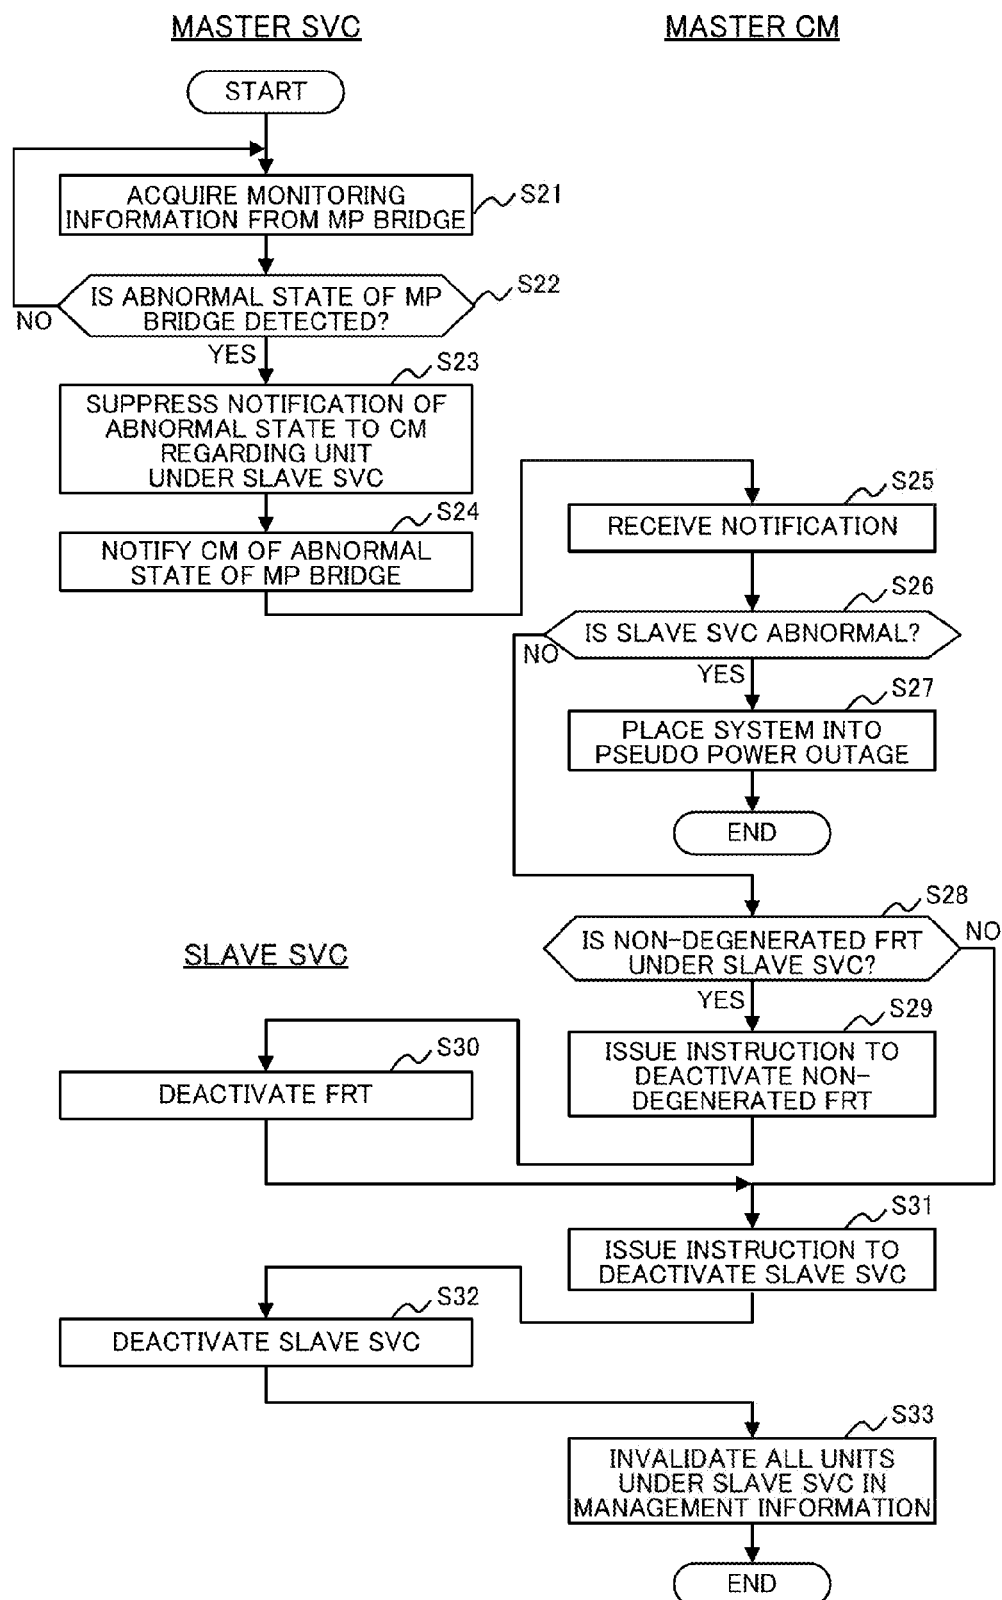 MASTER SVC
MASTER CM
START
ACQUIRE MONITORING
INFORMATION FROM MP BRIDGE
S21
IS ABNORMAL STATE OF MP
BRIDGE DETECTED?
S22
NO
YES
S23
SUPPRESS NOTIFICATION OF
ABNORMAL STATE TO CM
REGARDING UNIT
UNDER SLAVE SVC
S24
NOTIFY CM OF ABNORMAL
STATE OF MP BRIDGE
S25
RECEIVE NOTIFICATION
S26
IS SLAVE SVC ABNORMAL?
NO
YES
S27
PLACE SYSTEM INTO
PSEUDO POWER OUTAGE
END
S28
IS NON-DEGENERATED FRT
UNDER SLAVE SVC?
NO
YES
SLAVE SVC
S29
ISSUE INSTRUCTION TO
DEACTIVATE NON-
DEGENERATED FRT
S30
DEACTIVATE FRT
S31
ISSUE INSTRUCTION TO
DEACTIVATE SLAVE SVC
S32
DEACTIVATE SLAVE SVC
S33
INVALIDATE ALL UNITS
UNDER SLAVE SVC IN
MANAGEMENT INFORMATION
END